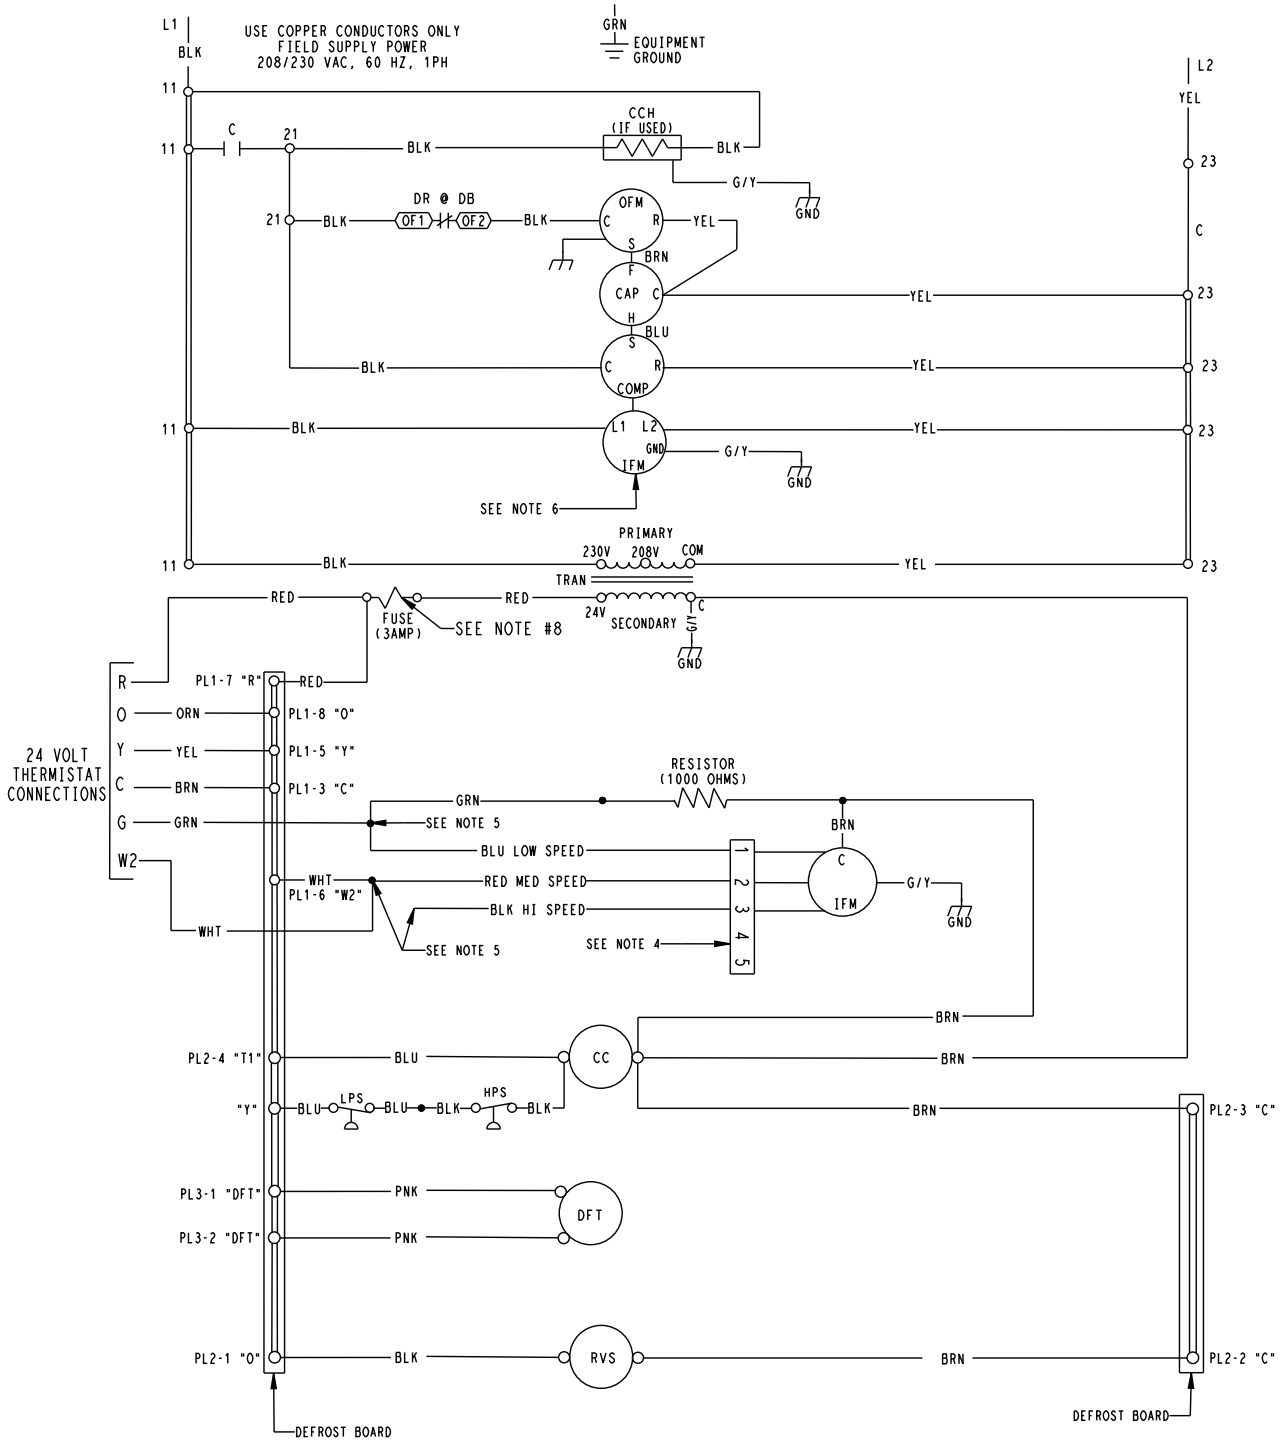 L1
BLK
USE COPPER CONDUCTORS ONLY
FIELD SUPPLY POWER
208/230 VAC, 60 HZ, 1PH
GRN
EQUIPMENT
GROUND
L2
YEL
11
CCH
(IF USED)
11
C
21
BLK
BLK
23
G/Y
GND
DR @ DB
21
BLK
OF1
OF2
BLK
OFM
C
R
S
YEL
C
BRN
F
CAP
C
H
YEL
23
BLU
S
BLK
C
R
COMP
YEL
23
11
BLK
L1
L2
GND
IFM
YEL
23
G/Y
GND
SEE NOTE 6
PRIMARY
230V
208V
COM
11
BLK
YEL
23
TRAN
RED
RED
FUSE
(3AMP)
SEE NOTE #8
24V
SECONDARY
C
G/Y
GND
R
PL1-7 "R"
RED
O
ORN
PL1-8 "O"
24 VOLT
THERMISTAT
CONNECTIONS
Y
YEL
PL1-5 "Y"
C
BRN
PL1-3 "C"
RESISTOR
(1000 OHMS)
GRN
G
GRN
SEE NOTE 5
BRN
BLU LOW SPEED
1
C
W2
WHT
PL1-6 "W2"
RED MED SPEED
2
IFM
G/Y
GND
BLK HI SPEED
3
WHT
SEE NOTE 5
SEE NOTE 4
4
5
BRN
PL2-4 "T1"
BLU
CC
BRN
"Y"
BLU
LPS
BLU
BLK
HPS
BLK
BRN
PL2-3 "C"
PL3-1 "DFT"
PNK
DFT
PL3-2 "DFT"
PNK
PL2-1 "O"
BLK
RVS
BRN
PL2-2 "C"
DEFROST BOARD
DEFROST BOARD